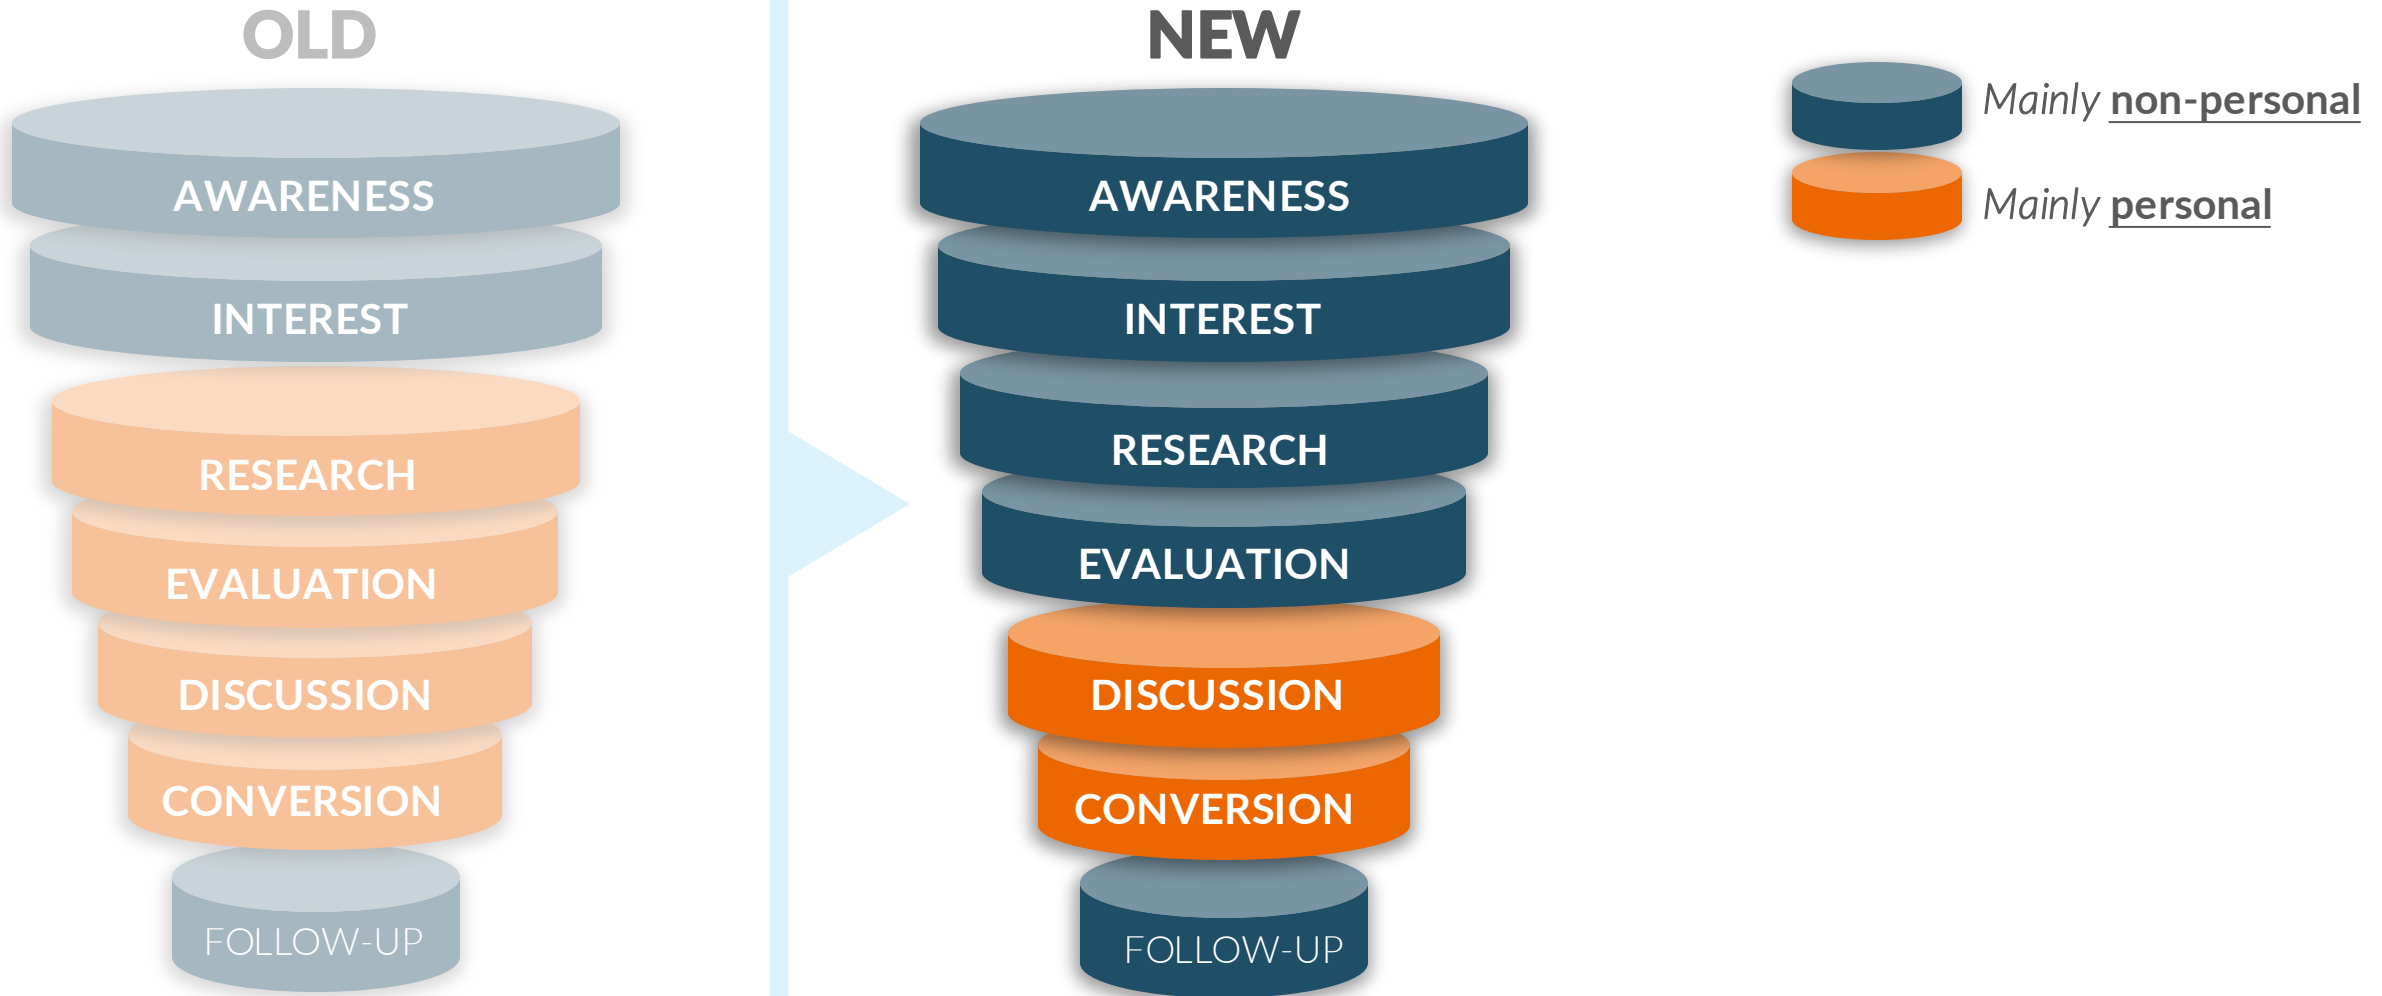 OLD
AWARENESS
INTEREST
RESEARCH
EVALUATION
DISCUSSION
CONVERSION
FOLLOW-UP
NEW
AWARENESS
INTEREST
RESEARCH
EVALUATION
DISCUSSION
CONVERSION
FOLLOW-UP
Mainly non-personal
Mainly personal